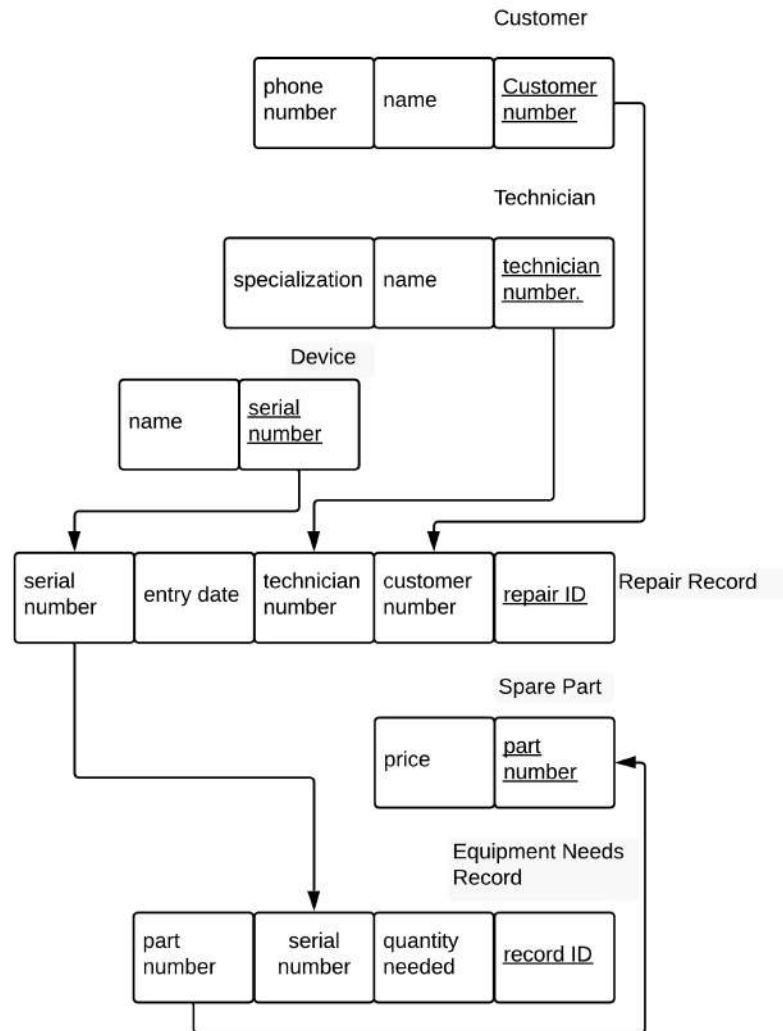 Customer
phone
number
name
Customer
number
Technician
specialization
name
technician
number.
Device
name
serial
number
serial
number
entry date
technician
number
customer
number
repair ID
Repair Record
Spare Part
price
part
number
Equipment Needs
Record
part
number
serial
number
quantity
needed
record ID